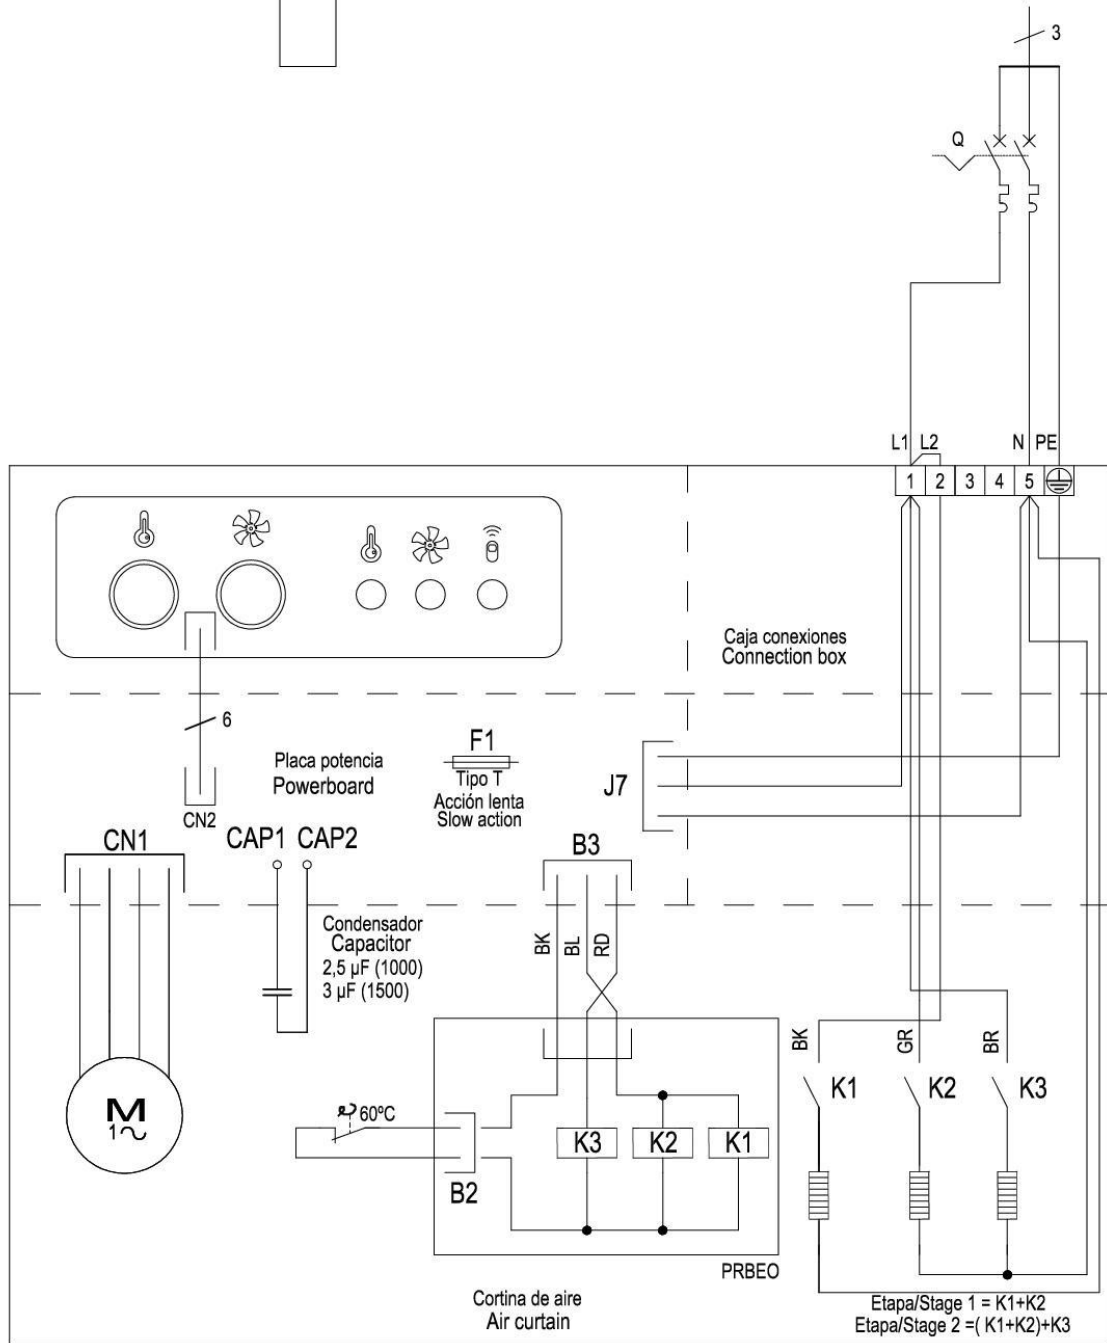 3
Q
L1 L2 N PE
1 2 3 4 5
Caja conexiones
Connection box
6
CN2
Placa potencia
Powerboard
F1
Tipo T
Acción lenta
Slow action
J7
CN1
CAP1 CAP2
B3
Condensador
Capacitor
2,5 µF (1000)
3 µF (1500)
BK
BL
RD
BK
GR
BR
K1
K2
K3
M
1~
60ºC
B2
K3
K2
K1
PRBEO
Cortina de aire
Air curtain
Etapa/Stage 1 = K1+K2
Etapa/Stage 2 =( K1+K2)+K3